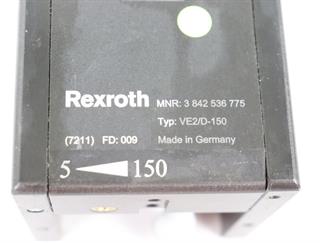 Rexroth MNR: 3 842 536 775
Typ: VE2/D-150
(7211) FD: 009 Made in Germany
5 150